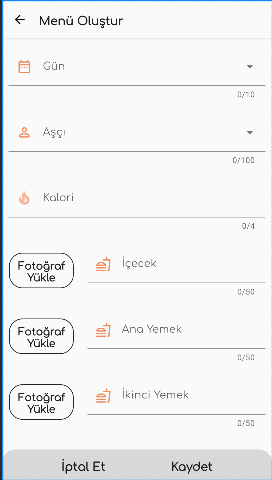 Menü Oluştur
Gün
0/10
Aşçı
0/100
Kalori
0/4
Fotoğraf
Yükle
İçecek
0/50
Fotoğraf
Yükle
Ana Yemek
0/50
Fotoğraf
Yükle
İkinci Yemek
0/50
İptal Et Kaydet